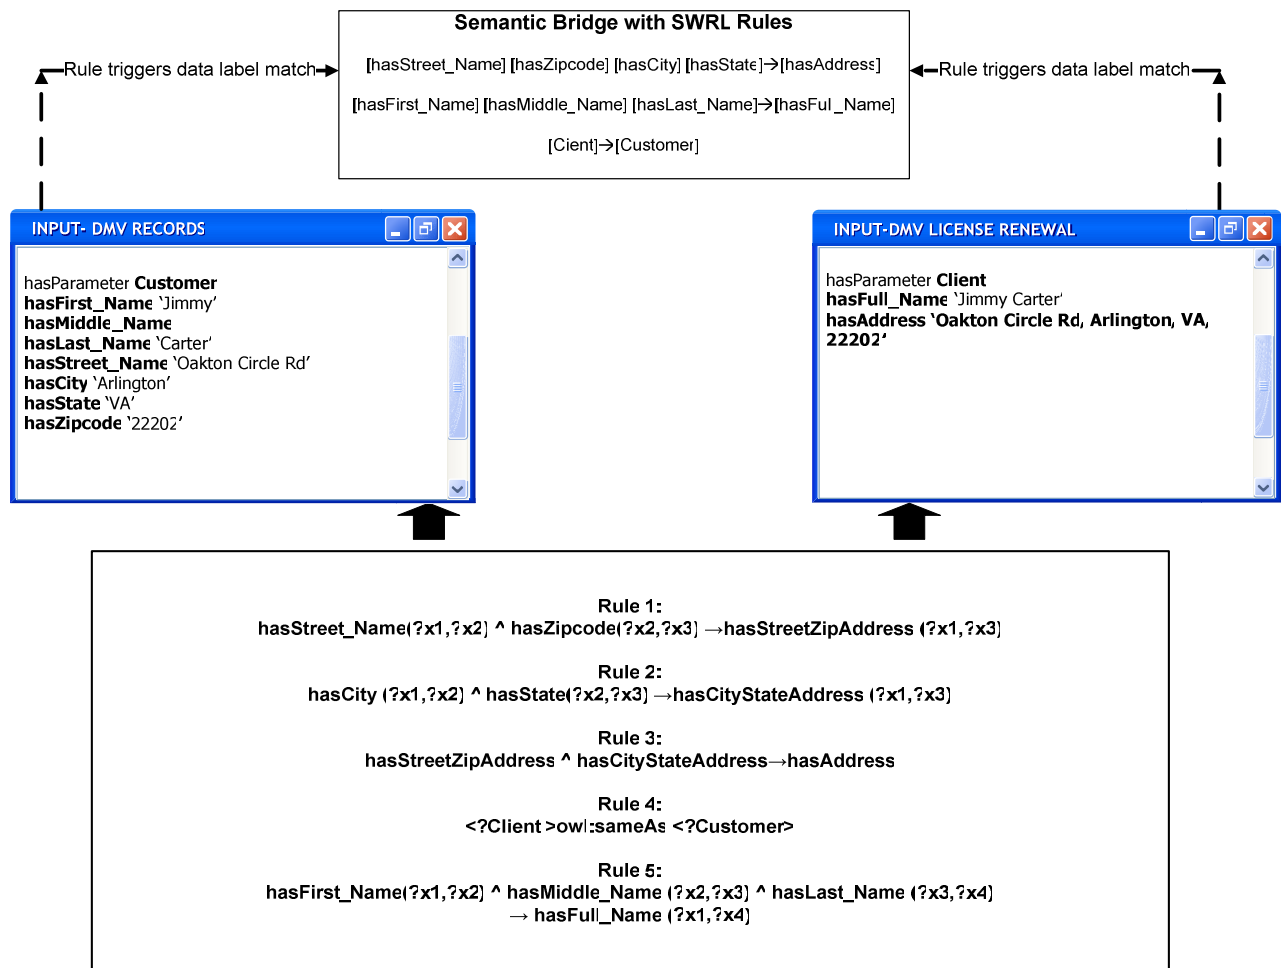 Semantic Bridge with SWRL Rules
[hasStreet_Name] [hasZipcode] [hasCity] [hasState]→[hasAddress]
[hasFirst_Name] [hasMiddle_Name] [hasLast_Name]→[hasFull_Name]
[Cient]→[Customer]
Rule triggers data label match
Rule triggers data label match
INPUT- DMV RECORDS
hasParameter Customer
hasFirst_Name ‘Jimmy’
hasMiddle_Name
hasLast_Name ‘Carter’
hasStreet_Name ‘Oakton Circle Rd’
hasCity ‘Arlington’
hasState ‘VA’
hasZipcode ‘22202’
INPUT-DMV LICENSE RENEWAL
hasParameter Client
hasFull_Name ‘Jimmy Carter’
hasAddress ‘Oakton Circle Rd, Arlington, VA,
22202‘
Rule 1:
hasStreet_Name(?x1,?x2) ^ hasZipcode(?x2,?x3) →hasStreetZipAddress (?x1,?x3)
Rule 2:
hasCity (?x1,?x2) ^ hasState(?x2,?x3) →hasCityStateAddress (?x1,?x3)
Rule 3:
hasStreetZipAddress ^ hasCityStateAddress→hasAddress
Rule 4:
<?Client >owl:sameAs <?Customer>
Rule 5:
hasFirst_Name(?x1,?x2) ^ hasMiddle_Name (?x2,?x3) ^ hasLast_Name (?x3,?x4)
→ hasFull_Name (?x1,?x4)